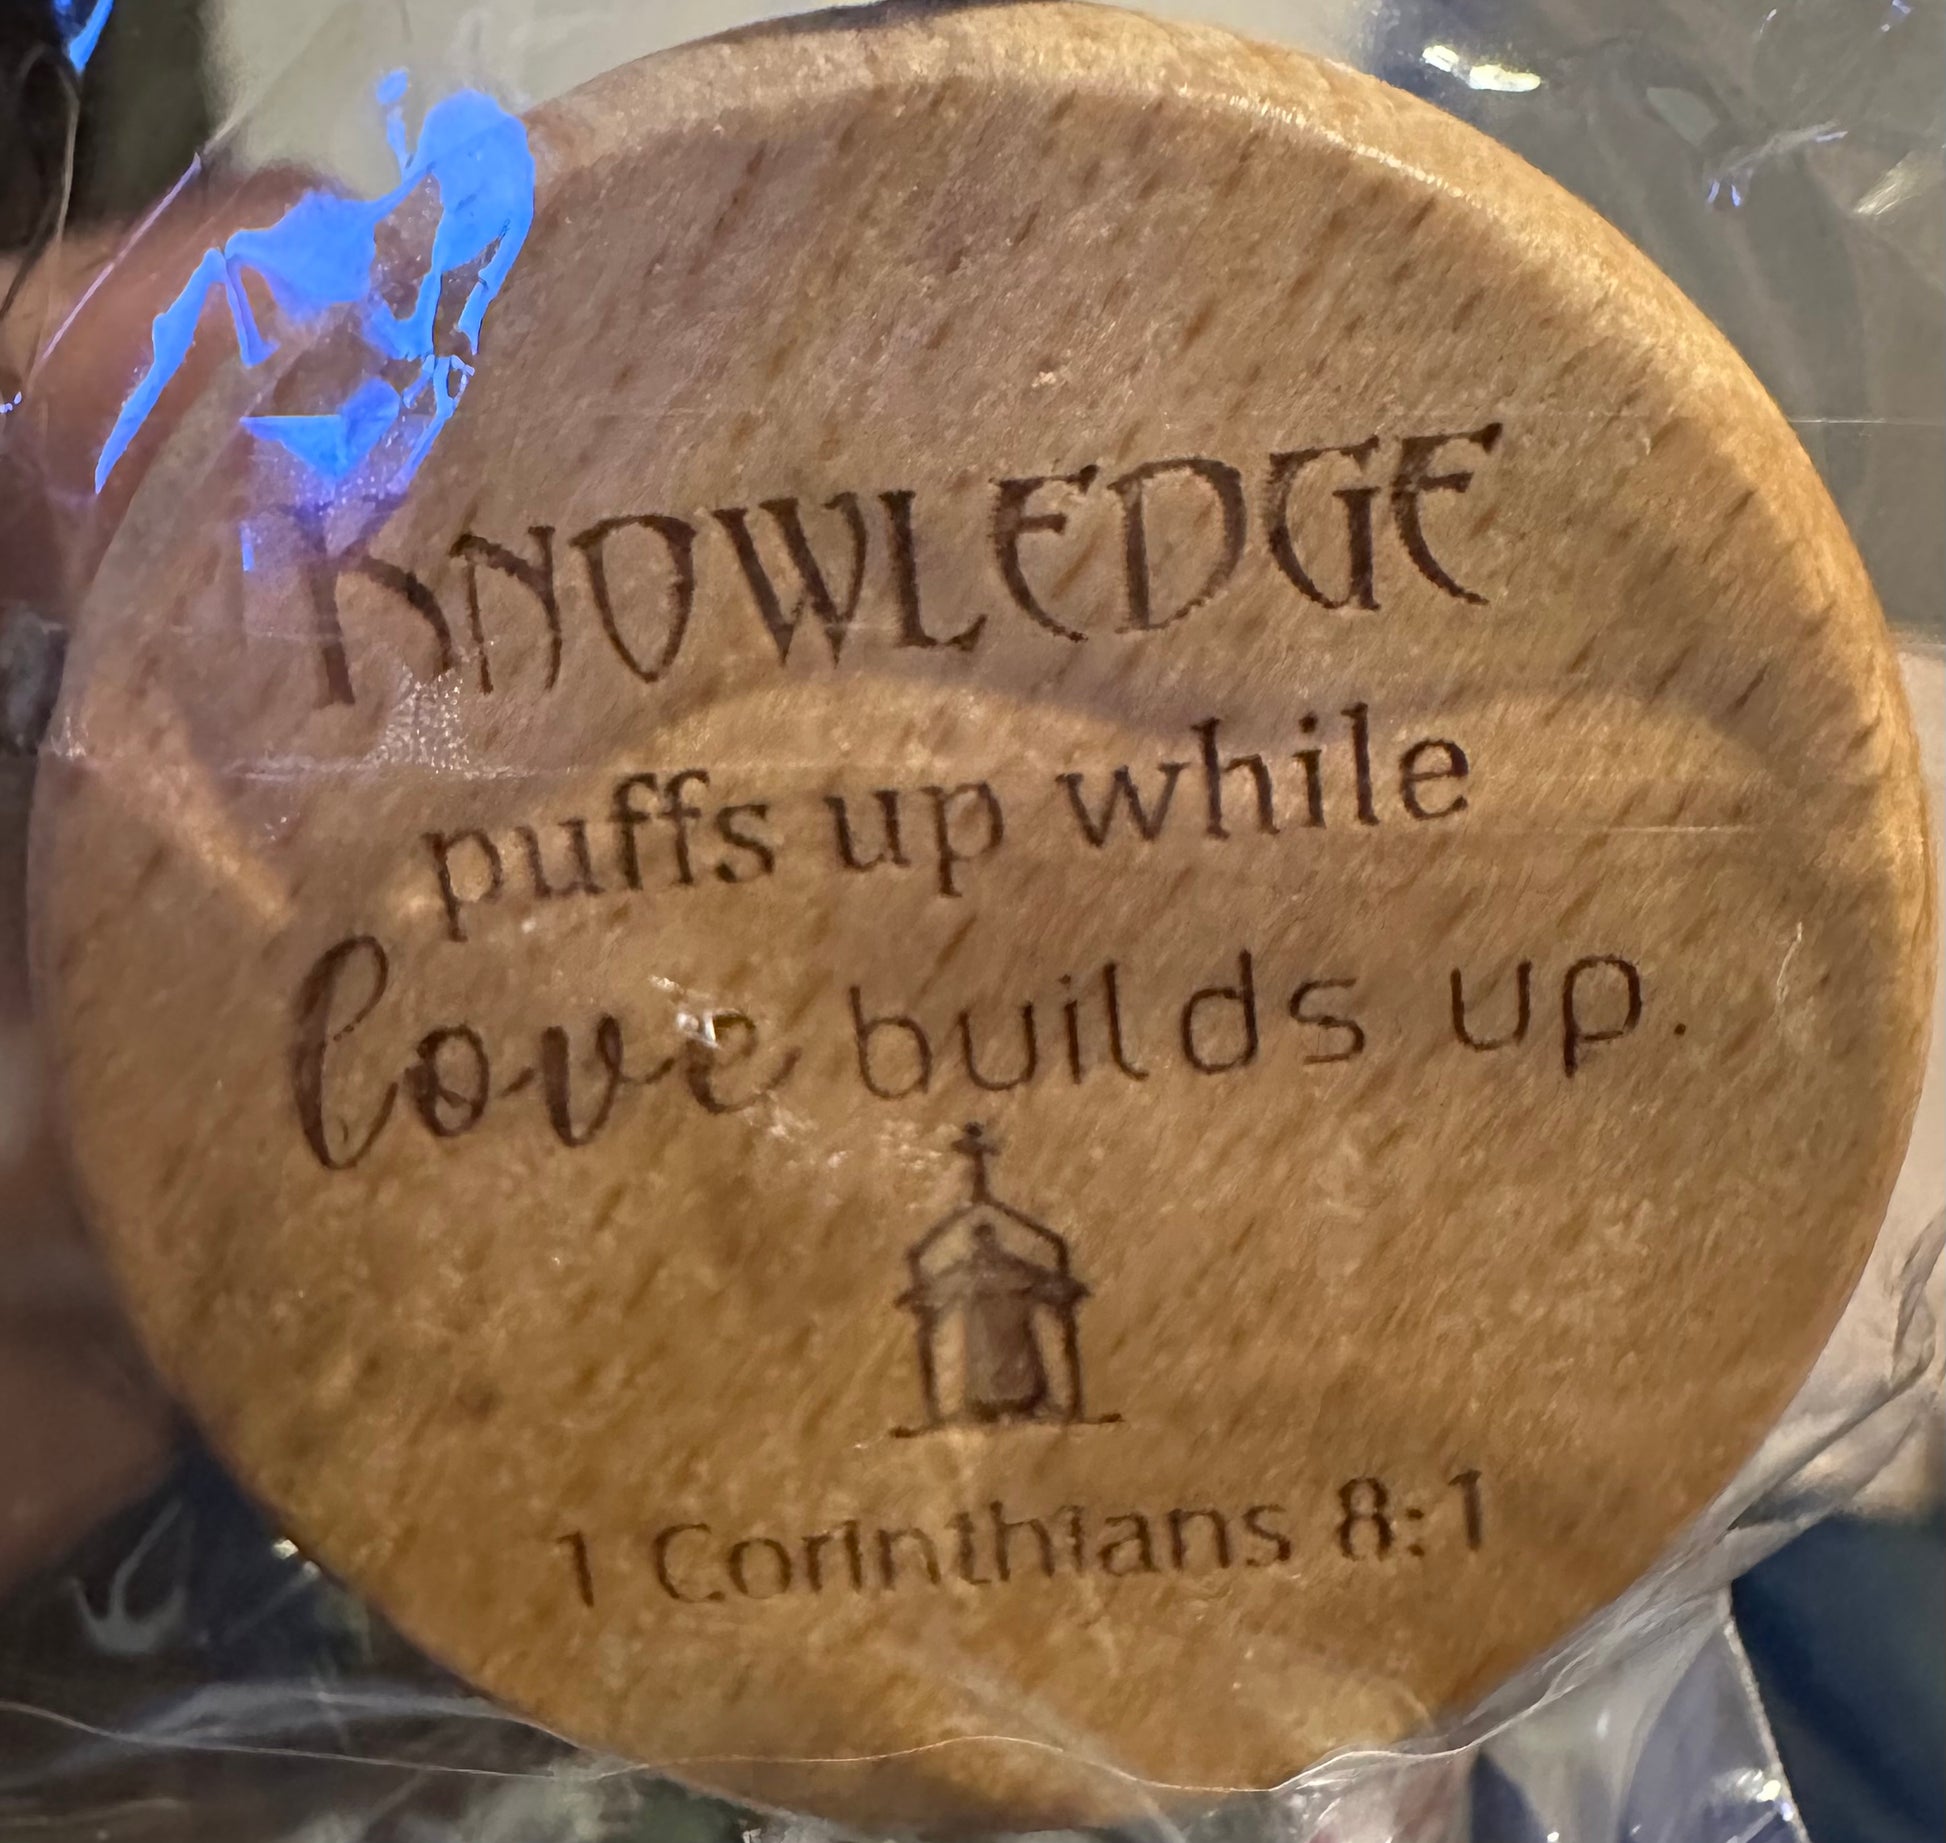 KNOWLEDGE
puffs up while
love builds up.
1 Corinthians 8:1